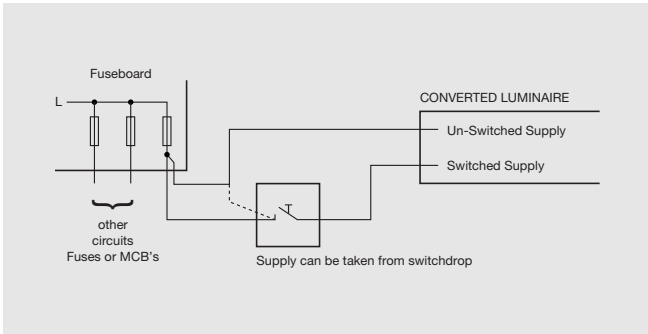 Fuseboard
L
CONVERTED LUMINAIRE
Un-Switched Supply
Switched Supply
other
circuits
Fuses or MCB's
Supply can be taken from switchdrop